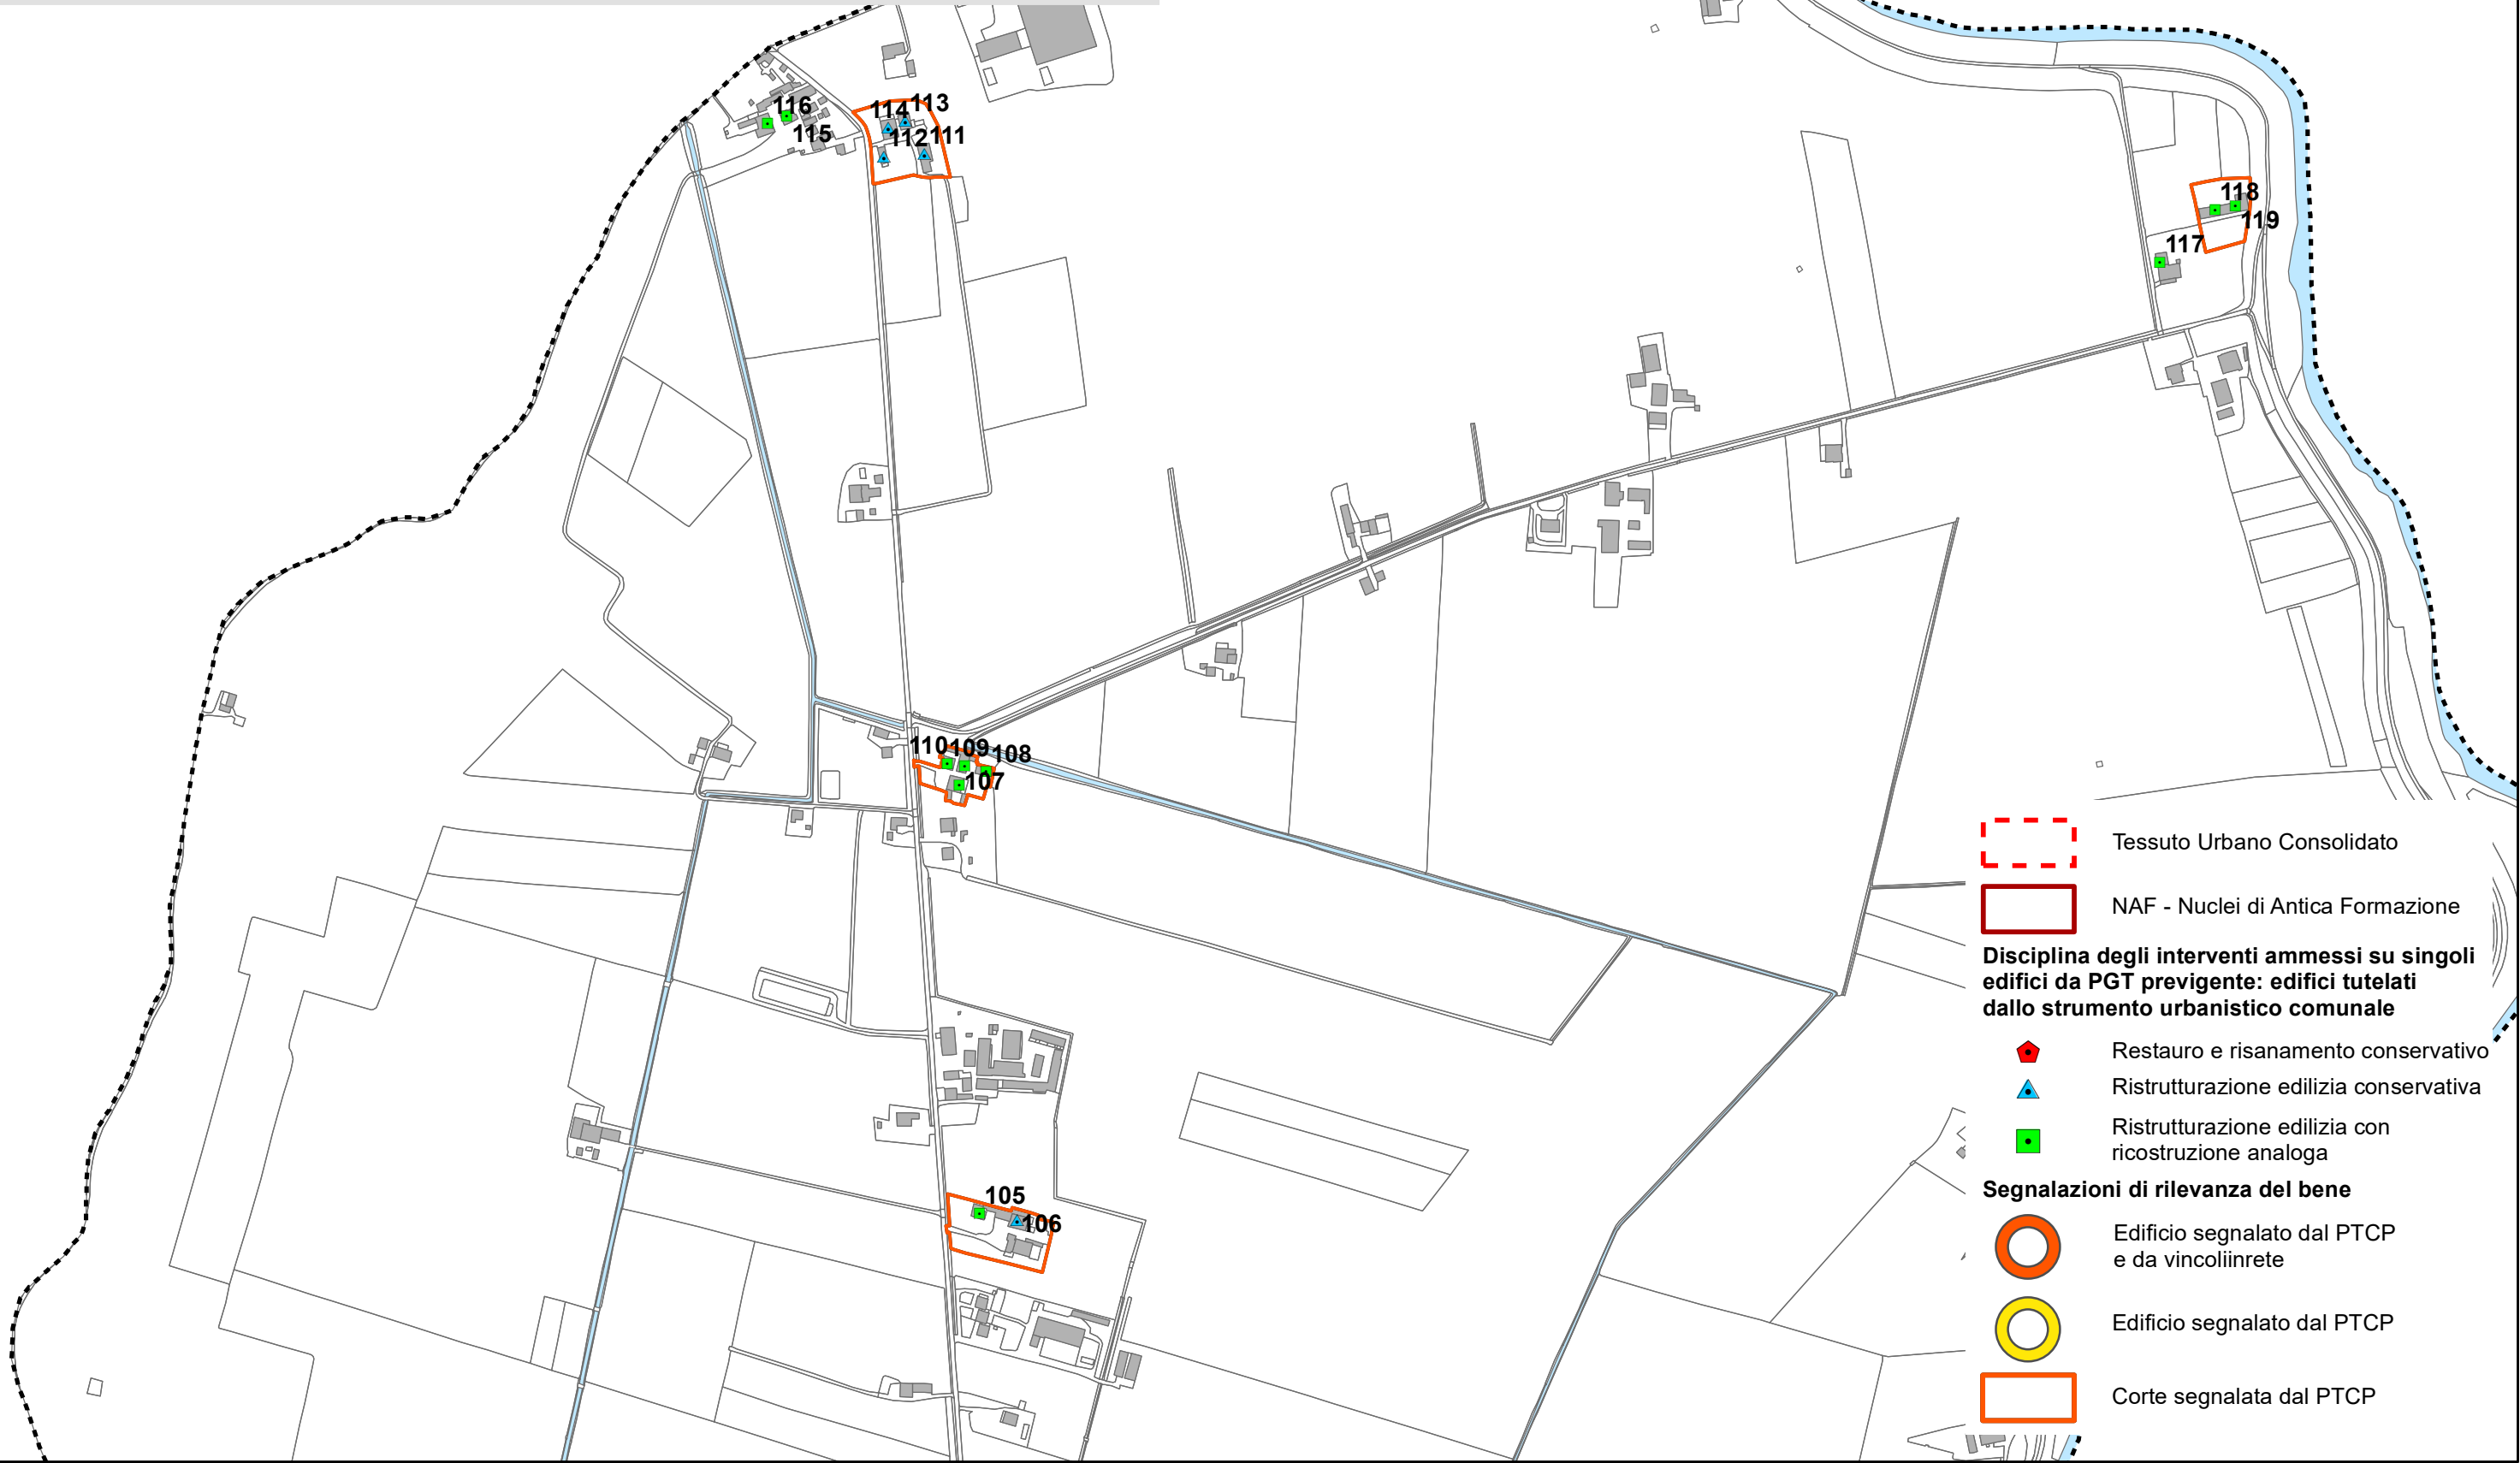 116
115
114
113
112
111
118
119
117
110
109
108
107
105
106
Tessuto Urbano Consolidato
NAF - Nuclei di Antica Formazione
Disciplina degli interventi ammessi su singoli
edifici da PGT previgente: edifici tutelati
dallo strumento urbanistico comunale
Restauro e risanamento conservativo
Ristrutturazione edilizia conservativa
Ristrutturazione edilizia con
ricostruzione analoga
Segnalazioni di rilevanza del bene
Edificio segnalato dal PTCP
e da vincoliinrete
Edificio segnalato dal PTCP
Corte segnalata dal PTCP